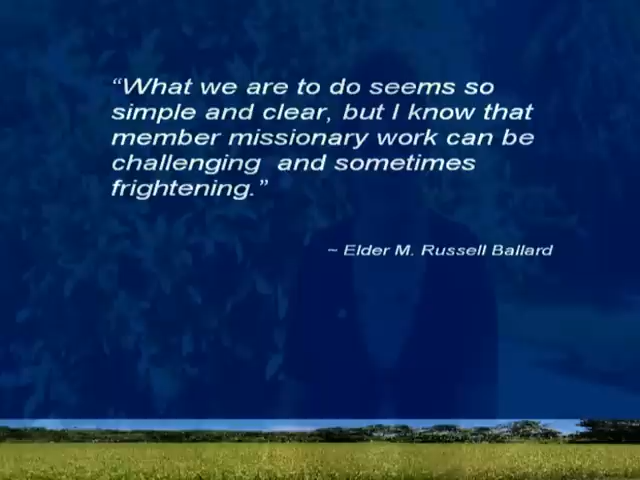 “What we are to do seems so
simple and clear, but I know that
member missionary work can be
challenging  and sometimes
frightening.”
~ Elder M. Russell Ballard